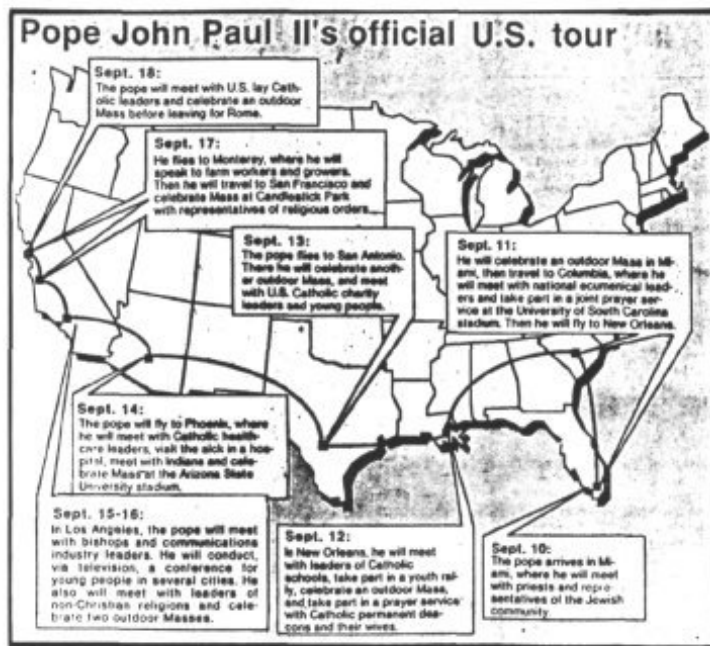 Pope John Paul II's official U.S. tour
Sept. 18:
The pope will meet with U.S. lay Cath-
olic leaders and celebrate an outdoor
Mass before leaving for Rome.
Sept. 17:
He flies to Monterey, where he will
speak to farm workers and growers.
Then he will travel to San Francisco and
celebrate Mass at Candlestick Park
with representatives of religious orders.
Sept. 13:
The pope flies to San Antonio.
There he will celebrate anoth-
er outdoor Mass, and meet
with U.S. Catholic charity
leaders and young people.
Sept. 11:
He will celebrate an outdoor Mass in Mi-
ami, then travel to Columbia, where he
will meet with national ecumenical lead-
ers and take part in a joint prayer ser-
vice at the University of South Carolina
stadium. Then he will fly to New Orleans.
Sept. 14:
The pope will fly to Phoenix, where
he will meet with Catholic health-
care leaders, visit the sick in a hos-
pital, meet with Indians and cele-
brate Mass at the Arizona State
University stadium.
Sept. 15-16:
In Los Angeles, the pope will meet
with bishops and communications
industry leaders. He will conduct,
via television, a conference for
young people in several cities. He
also will meet with leaders of
non-Christian religions and cele-
brate two outdoor Masses.
Sept. 12:
In New Orleans, he will meet
with leaders of Catholic
schools, take part in a youth ral-
ly, celebrate an outdoor Mass,
and take part in a prayer service
with Catholic permanent dea-
cons and their wives.
Sept. 10:
The pope arrives in Mi-
ami, where he will meet
with priests and repre-
sentatives of the Jewish
community.